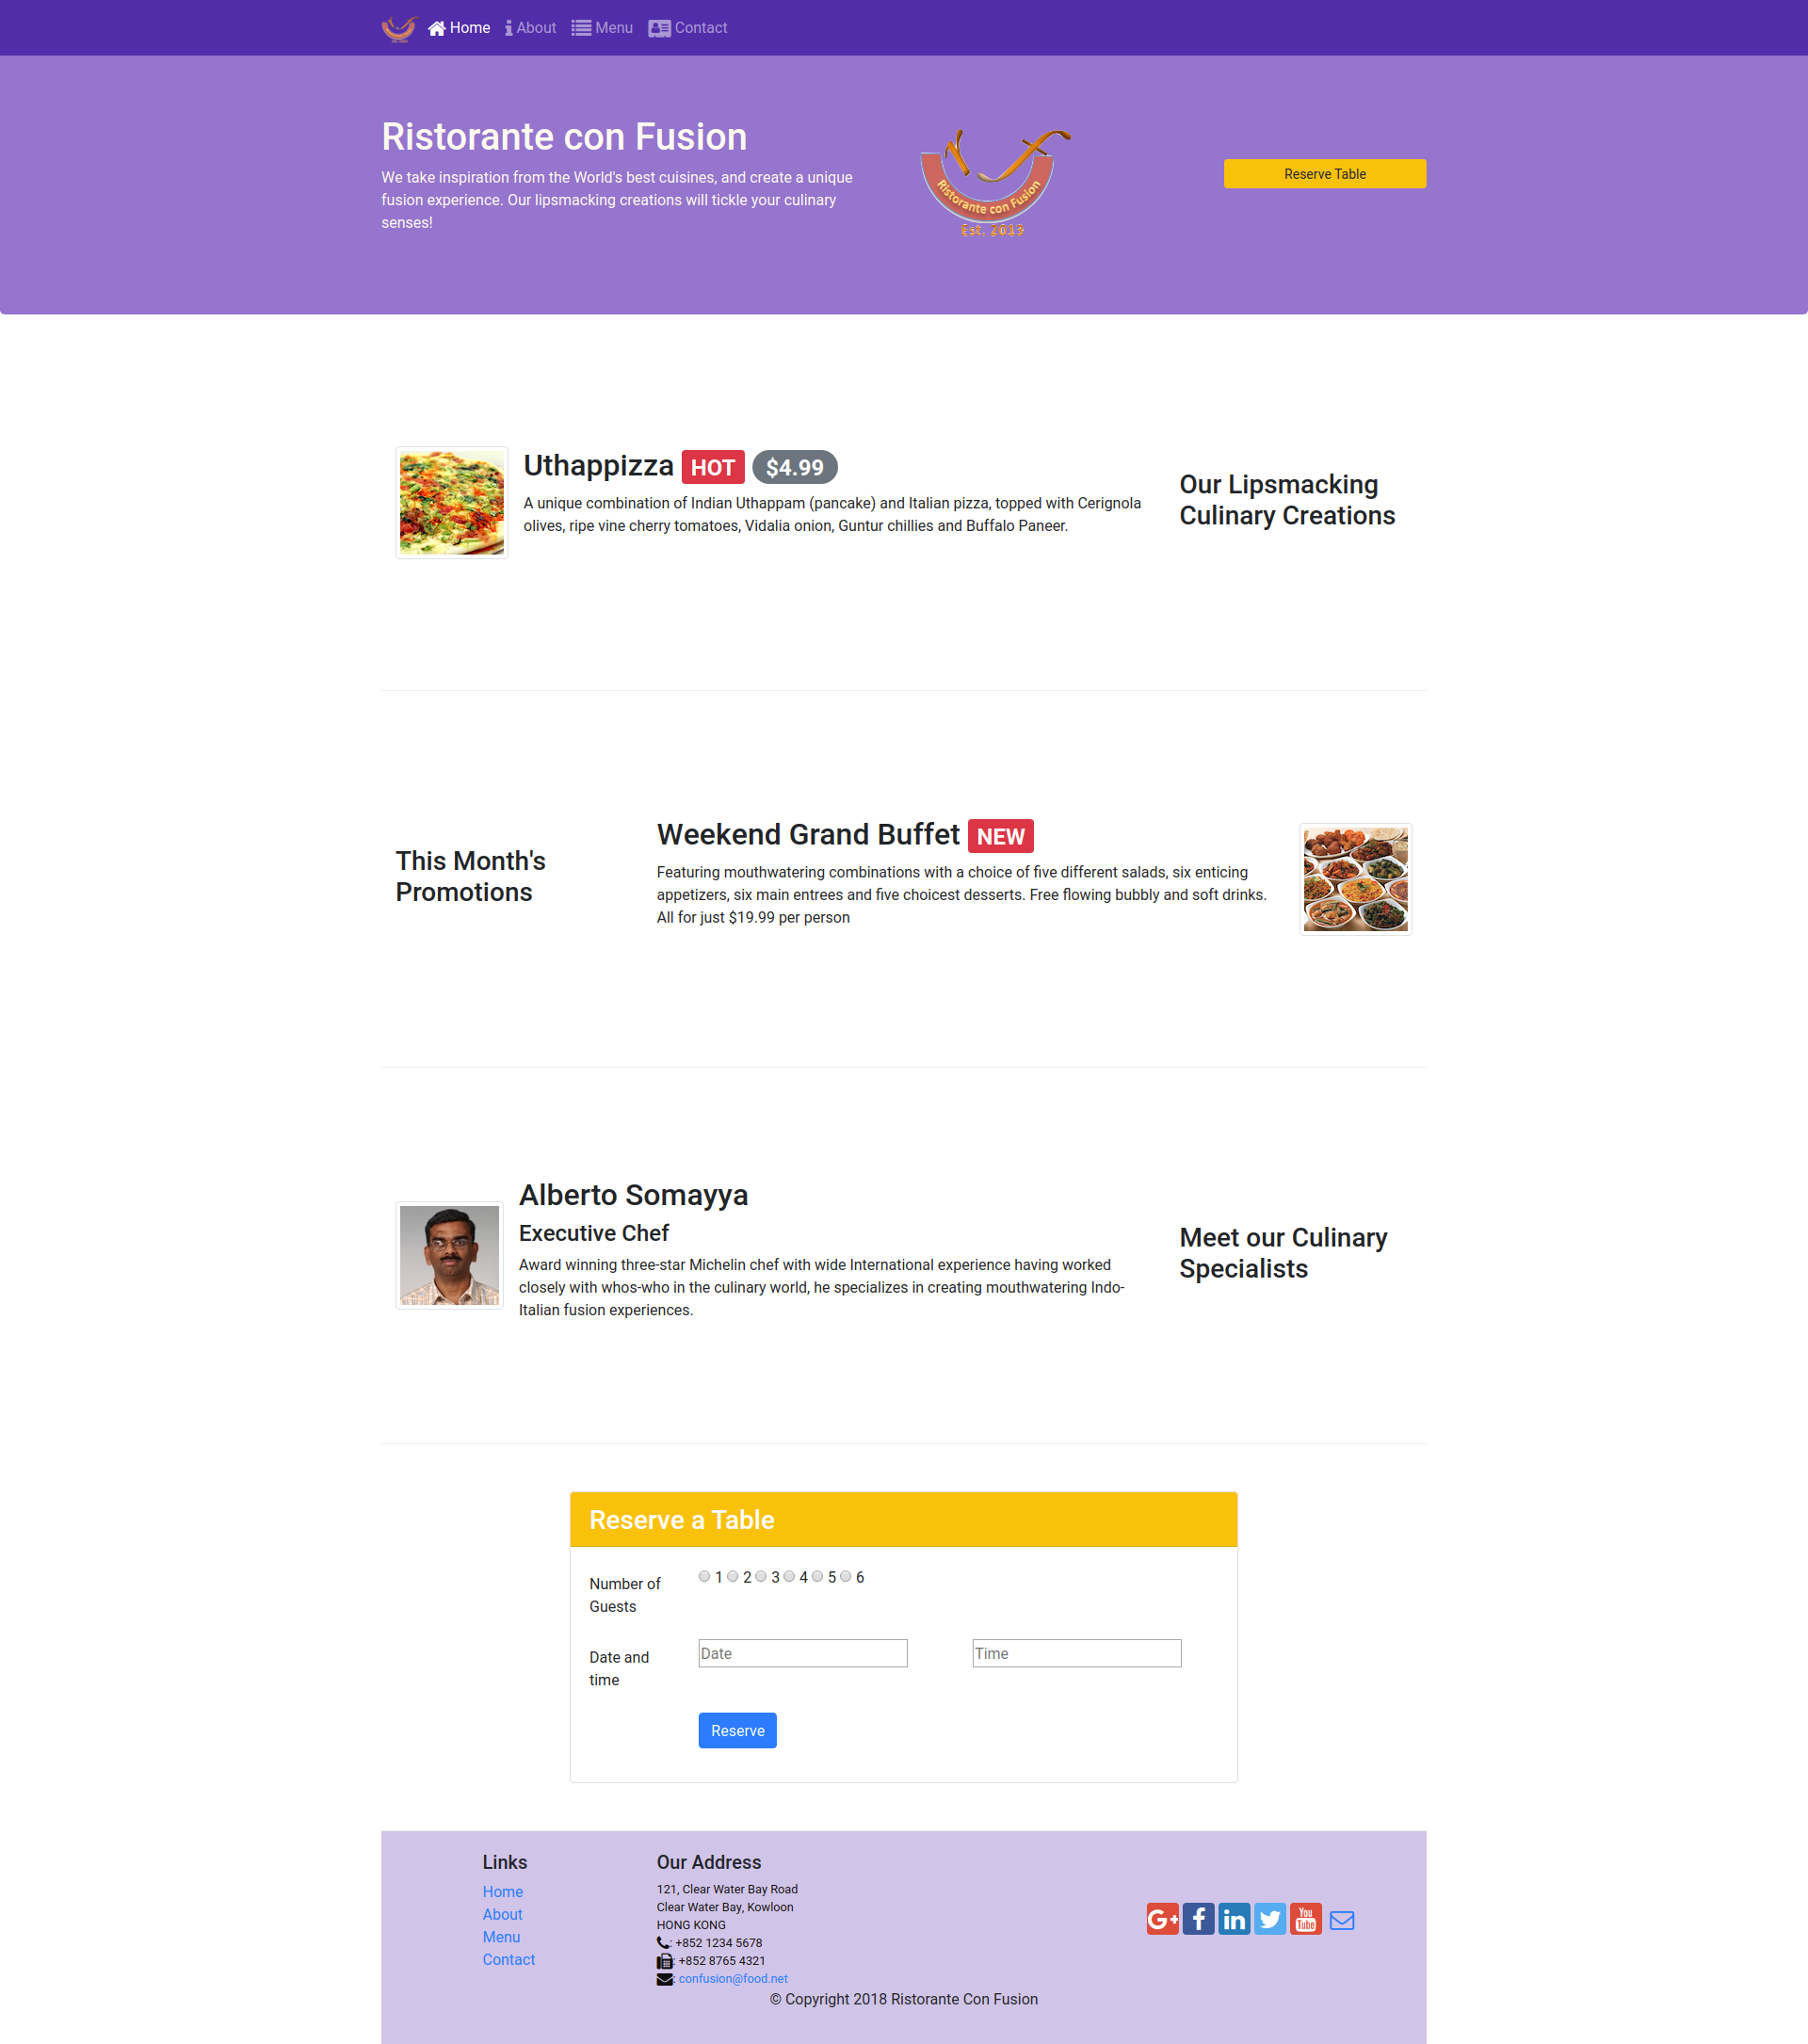 Home About Menu Contact
Ristorante con Fusion
We take inspiration from the World's best cuisines, and create a unique
fusion experience. Our lipsmacking creations will tickle your culinary
senses!
Ristorante con Fusion
Est. 2019
Reserve Table
Uthappizza HOT $4.99
A unique combination of Indian Uthappam (pancake) and Italian pizza, topped with Cerignola
olives, ripe vine cherry tomatoes, Vidalia onion, Guntur chillies and Buffalo Paneer.
Our Lipsmacking
Culinary Creations
This Month's
Promotions
Weekend Grand Buffet NEW
Featuring mouthwatering combinations with a choice of five different salads, six enticing
appetizers, six main entrees and five choicest desserts. Free flowing bubbly and soft drinks.
All for just $19.99 per person
Alberto Somayya
Executive Chef
Award winning three-star Michelin chef with wide International experience having worked
closely with whos-who in the culinary world, he specializes in creating mouthwatering Indo-
Italian fusion experiences.
Meet our Culinary
Specialists
Reserve a Table
Number of
Guests
1 2 3 4 5 6
Date and
time
Date
Time
Reserve
Links
Home
About
Menu
Contact
Our Address
121, Clear Water Bay Road
Clear Water Bay, Kowloon
HONG KONG
: +852 1234 5678
: +852 8765 4321
: confusion@food.net
G+ f in You Tube
© Copyright 2018 Ristorante Con Fusion